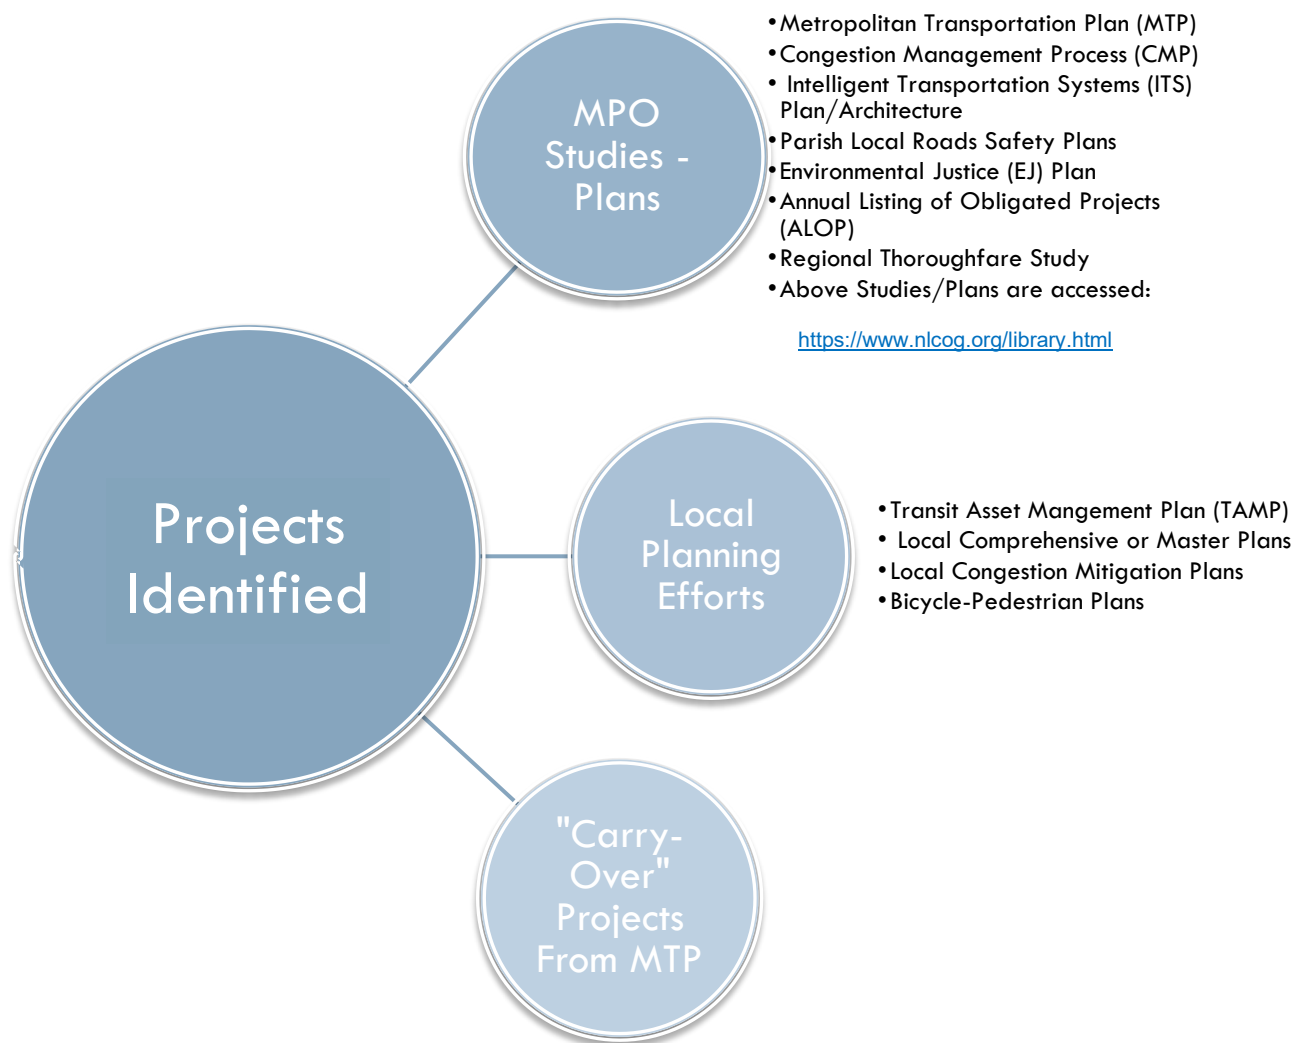 Projects
Identified
MPO
Studies -
Plans
•Metropolitan Transportation Plan (MTP)
•Congestion Management Process (CMP)
• Intelligent Transportation Systems (ITS)
Plan/Architecture
•Parish Local Roads Safety Plans
•Environmental Justice (EJ) Plan
•Annual Listing of Obligated Projects
(ALOP)
•Regional Thoroughfare Study
•Above Studies/Plans are accessed:
https://www.nlcog.org/library.html
Local
Planning
Efforts
•Transit Asset Mangement Plan (TAMP)
• Local Comprehensive or Master Plans
•Local Congestion Mitigation Plans
•Bicycle-Pedestrian Plans
"Carry-
Over"
Projects
From MTP